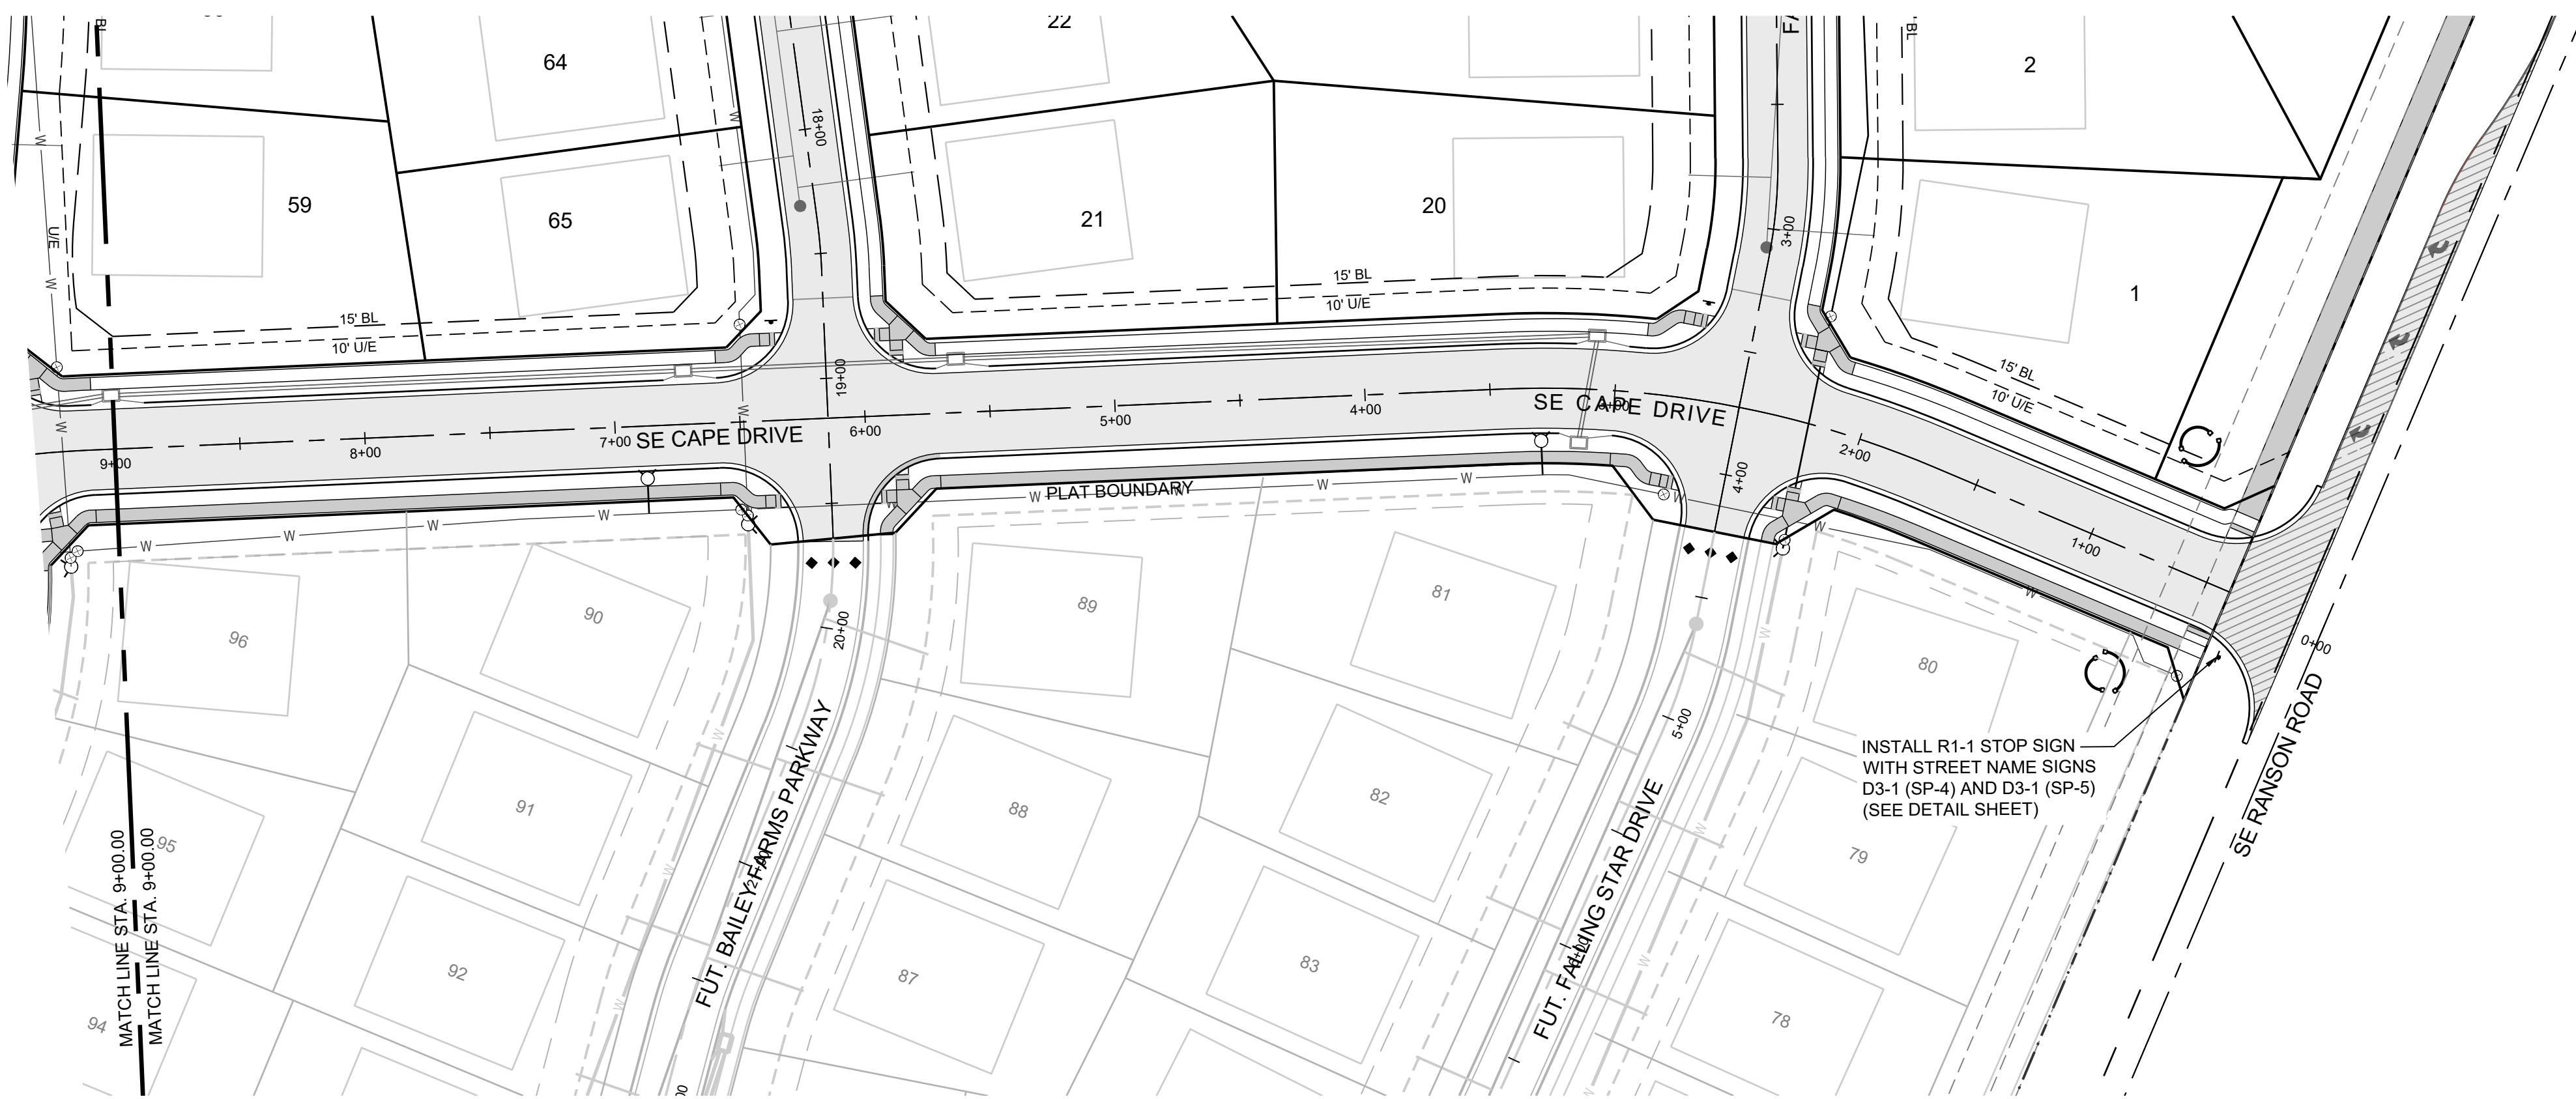 22
64
2
59
65
21
20
1
BL
BL
18+00
3+00
W
W
W
W
U/E
15' BL
10' U/E
15' BL
10' U/E
15' BL
10' U/E
19+00
SE CAPE DRIVE
SE CAPE DRIVE
9+00
8+00
7+00
6+00
5+00
4+00
2+00
1+00
0+00
4+00
W
W
W
W
W
W
W
W
W
W
W
PLAT BOUNDARY
96
90
89
81
80
20+00
5+00
95
91
88
82
79
94
92
87
83
78
W
W
W
W
W
W
W
INSTALL R1-1 STOP SIGN
WITH STREET NAME SIGNS
D3-1 (SP-4) AND D3-1 (SP-5)
(SEE DETAIL SHEET)
SE RANSON ROAD
FUT. BAILEY FARMS PARKWAY
21+00
FUT. FALLING STAR DRIVE
6+00
MATCH LINE STA. 9+00.00
MATCH LINE STA. 9+00.00